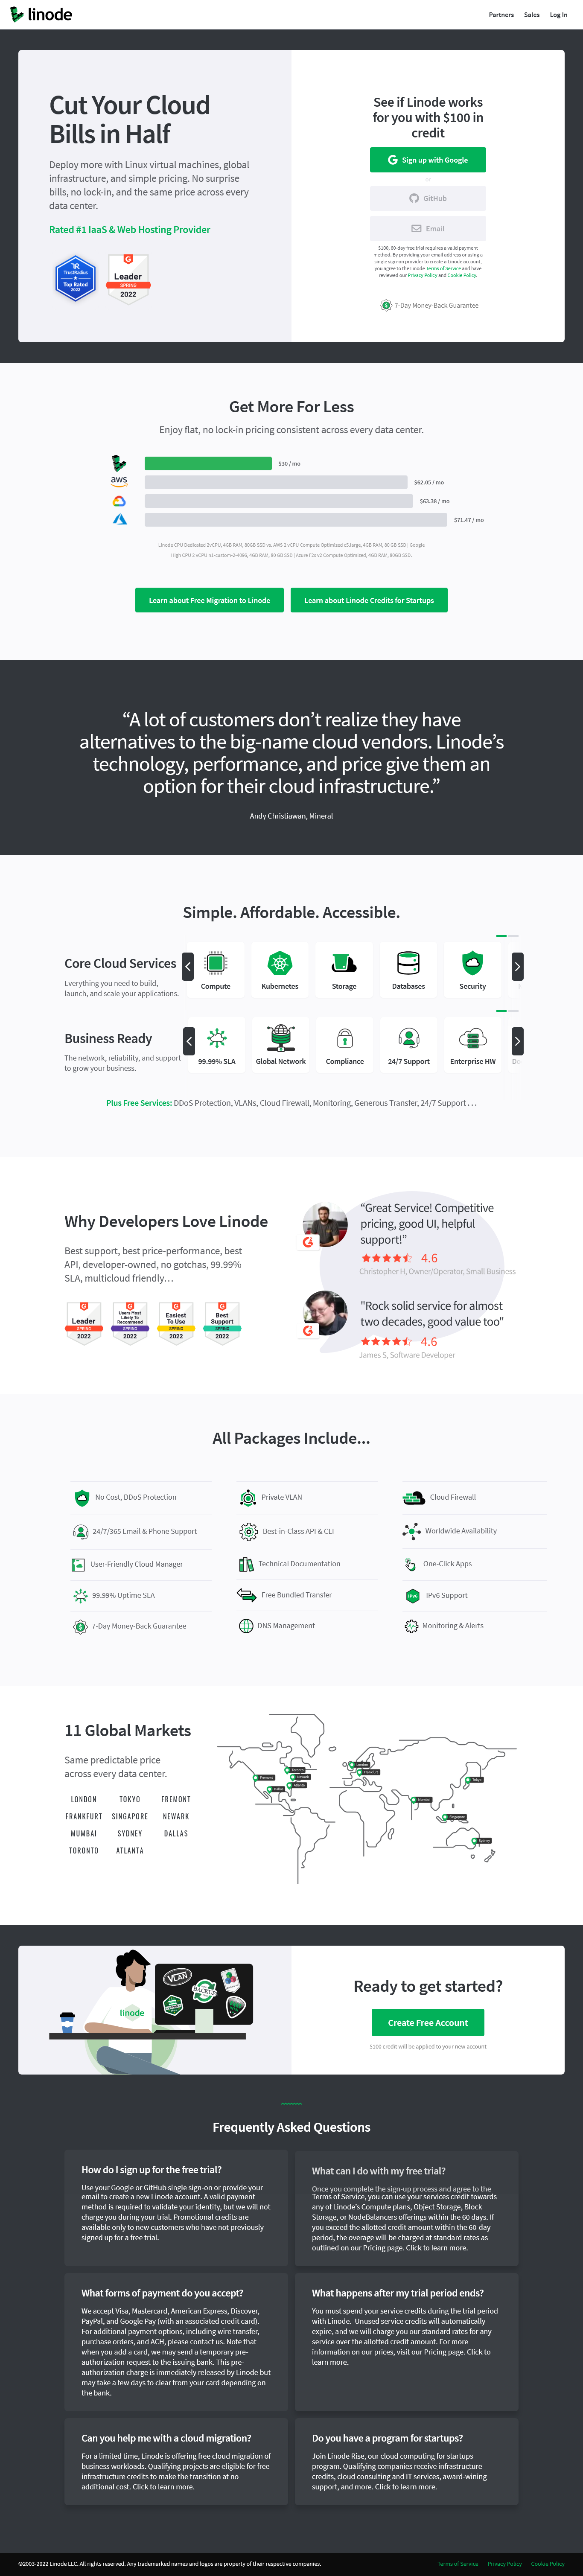 linode
Partners
Sales
Log In
Cut Your Cloud
Bills in Half
Deploy more with Linux virtual machines, global
infrastructure, and simple pricing. No surprise
bills, no lock-in, and the same price across every
data center.
Rated #1 IaaS & Web Hosting Provider
TrustRadius
Top Rated
2022
Leader
SPRING
2022
See if Linode works
for you with $100 in
credit
Sign up with Google
GitHub
Email
$100, 60-day free trial requires a valid payment
method. By providing your email address or using a
single sign-on provider to create a Linode account,
you agree to the Linode Terms of Service and have
reviewed our Privacy Policy and Cookie Policy.
7-Day Money-Back Guarantee
Get More For Less
Enjoy flat, no lock-in pricing consistent across every data center.
$30 / mo
aws
$62.05 / mo
$63.38 / mo
$71.47 / mo
Linode CPU Dedicated 2vCPU, 4GB RAM, 80GB SSD vs. AWS 2 vCPU Compute Optimized c5.large, 4GB RAM, 80 GB SSD | Google
High CPU 2 vCPU n1-custom-2-4096, 4GB RAM, 80 GB SSD | Azure F2s v2 Compute Optimized, 4GB RAM, 80GB SSD.
Learn about Free Migration to Linode
Learn about Linode Credits for Startups
“A lot of customers don’t realize they have
alternatives to the big-name cloud vendors. Linode’s
technology, performance, and price give them an
option for their cloud infrastructure.”
Andy Christiawan, Mineral
Simple. Affordable. Accessible.
Core Cloud Services
Everything you need to build,
launch, and scale your applications.
Compute
Kubernetes
Storage
Databases
Security
Business Ready
The network, reliability, and support
to grow your business.
99.99% SLA
Global Network
Compliance
24/7 Support
Enterprise HW
Plus Free Services: DDoS Protection, VLANs, Cloud Firewall, Monitoring, Generous Transfer, 24/7 Support . . .
Why Developers Love Linode
Best support, best price-performance, best
API, developer-owned, no gotchas, 99.99%
SLA, multicloud friendly…
Leader
SPRING
2022
Users Most
Likely To
Recommend
SPRING
2022
Easiest
To Use
SPRING
2022
Best
Support
SPRING
2022
“Great Service! Competitive
pricing, good UI, helpful
support!”
4.6
Christopher H, Owner/Operator, Small Business
"Rock solid service for almost
two decades, good value too"
4.6
James S, Software Developer
All Packages Include...
No Cost, DDoS Protection
Private VLAN
Cloud Firewall
24/7/365 Email & Phone Support
Best-in-Class API & CLI
Worldwide Availability
User-Friendly Cloud Manager
Technical Documentation
One-Click Apps
99.99% Uptime SLA
Free Bundled Transfer
IPv6
IPv6 Support
7-Day Money-Back Guarantee
DNS Management
Monitoring & Alerts
11 Global Markets
Same predictable price
across every data center.
LONDON
TOKYO
FREMONT
FRANKFURT
SINGAPORE
NEWARK
MUMBAI
SYDNEY
DALLAS
TORONTO
ATLANTA
VLAN
BACKUP
linode
Ready to get started?
Create Free Account
$100 credit will be applied to your new account
Frequently Asked Questions
How do I sign up for the free trial?
Use your Google or GitHub single sign-on or provide your
email to create a new Linode account. A valid payment
method is required to validate your identity, but we will not
charge you during your trial. Promotional credits are
available only to new customers who have not previously
signed up for a free trial.
What can I do with my free trial?
Once you complete the sign-up process and agree to the
Terms of Service, you can use your services credit towards
any of Linode’s Compute plans, Object Storage, Block
Storage, or NodeBalancers offerings within the 60 days. If
you exceed the allotted credit amount within the 60-day
period, the overage will be charged at standard rates as
outlined on our Pricing page. Click to learn more.
What forms of payment do you accept?
We accept Visa, Mastercard, American Express, Discover,
PayPal, and Google Pay (with an associated credit card).
For additional payment options, including wire transfer,
purchase orders, and ACH, please contact us. Note that
when you add a card, we may send a temporary pre-
authorization request to the issuing bank. This pre-
authorization charge is immediately released by Linode but
may take a few days to clear from your card depending on
the bank.
What happens after my trial period ends?
You must spend your service credits during the trial period
with Linode. Unused service credits will automatically
expire, and we will charge you our standard rates for any
service over the allotted credit amount. For more
information on our prices, visit our Pricing page. Click to
learn more.
Can you help me with a cloud migration?
For a limited time, Linode is offering free cloud migration of
business workloads. Qualifying projects are eligible for free
infrastructure credits to make the transition at no
additional cost. Click to learn more.
Do you have a program for startups?
Join Linode Rise, our cloud computing for startups
program. Qualifying companies receive infrastructure
credits, cloud consulting and IT services, award-wining
support, and more. Click to learn more.
©2003-2022 Linode LLC. All rights reserved. Any trademarked names and logos are property of their respective companies.
Terms of Service
Privacy Policy
Cookie Policy